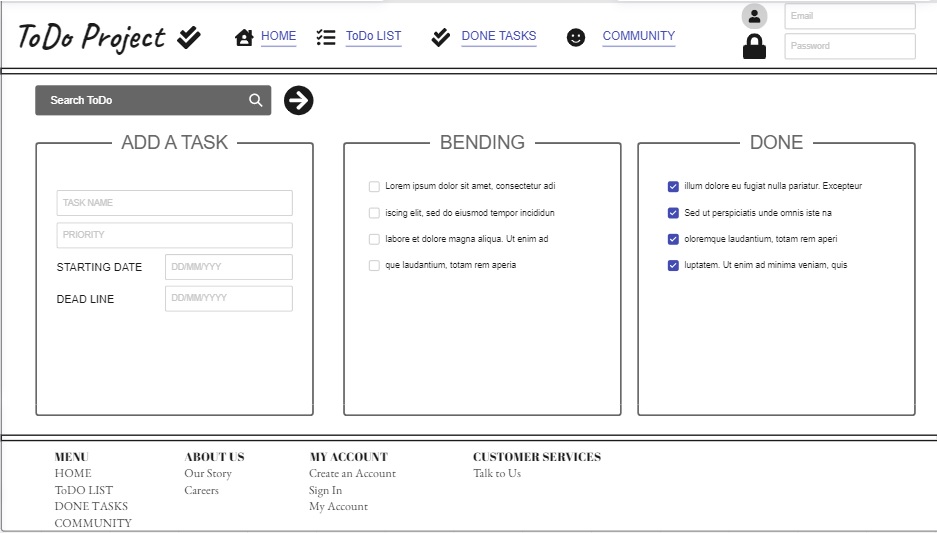 ToDo Project HOME ToDo LIST DONE TASKS COMMUNITY
Email
Password
Search ToDo
ADD A TASK
TASK NAME
PRIORITY
STARTING DATE DD/MM/YYY
DEAD LINE DD/MM/YYYY
BENDING
Lorem ipsum dolor sit amet, consectetur adi
iscing elit, sed do eiusmod tempor incididun
labore et dolore magna aliqua. Ut enim ad
que laudantium, totam rem aperia
DONE
illum dolore eu fugiat nulla pariatur. Excepteur
Sed ut perspiciatis unde omnis iste na
oloremque laudantium, totam rem aperi
luptatem. Ut enim ad minima veniam, quis
MENU
HOME
ToDO LIST
DONE TASKS
COMMUNITY
ABOUT US
Our Story
Careers
MY ACCOUNT
Create an Account
Sign In
My Account
CUSTOMER SERVICES
Talk to Us